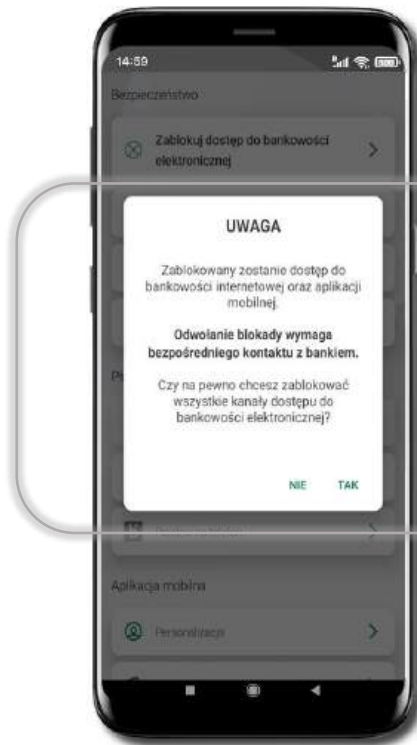 14:59
Bezpieczeństwo
Zablokuj dostęp do bankowości
elektronicznej
UWAGA
Zablokowany zostanie dostęp do
bankowości internetowej oraz aplikacji
mobilnej.
Odwołanie blokady wymaga
bezpośredniego kontaktu z bankiem.
Czy na pewno chcesz zablokować
wszystkie kanały dostępu do
bankowości elektronicznej?
NIE TAK
Aplikacja mobilna
Personalizacja